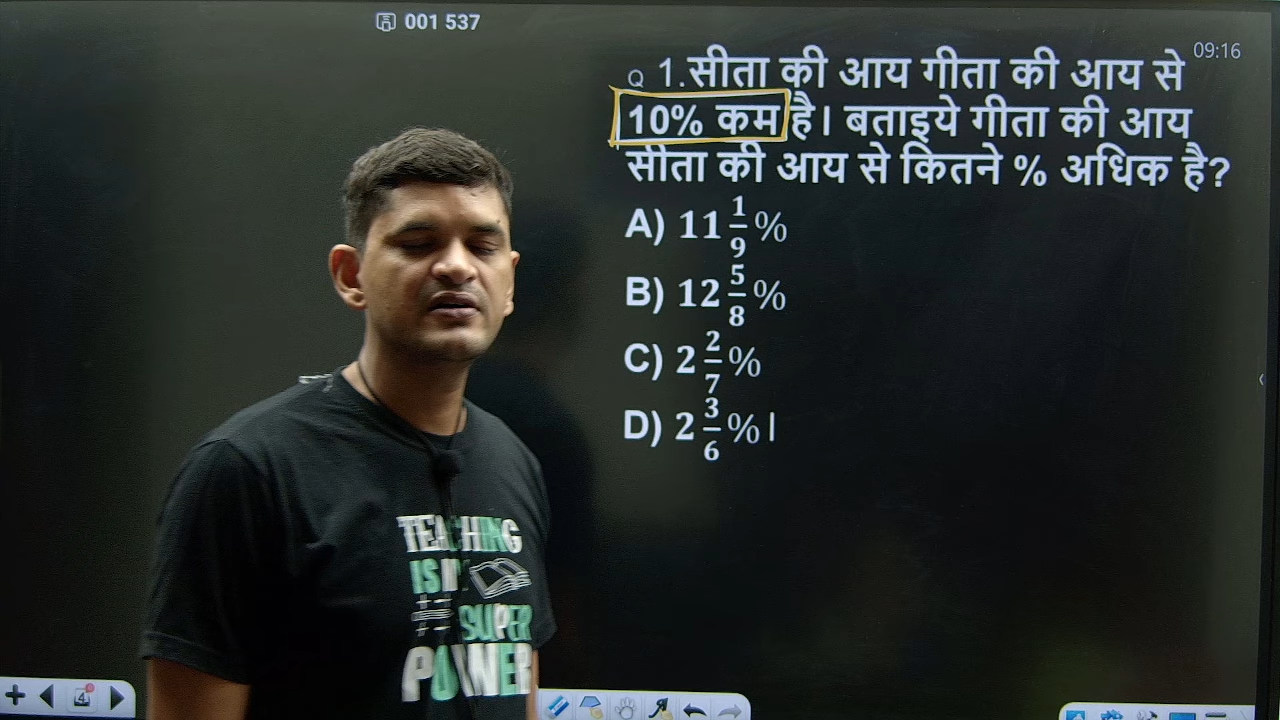 001 537
09:16
Q 1.सीता की आय गीता की आय से
10% कम है। बताइये गीता की आय
सीता की आय से कितने % अधिक है?
A) 11 1/9 %
B) 12 5/8 %
C) 2 2/7 %
D) 2 3/6 % |
TEACHING
IS MY
SUPER
POWER
4